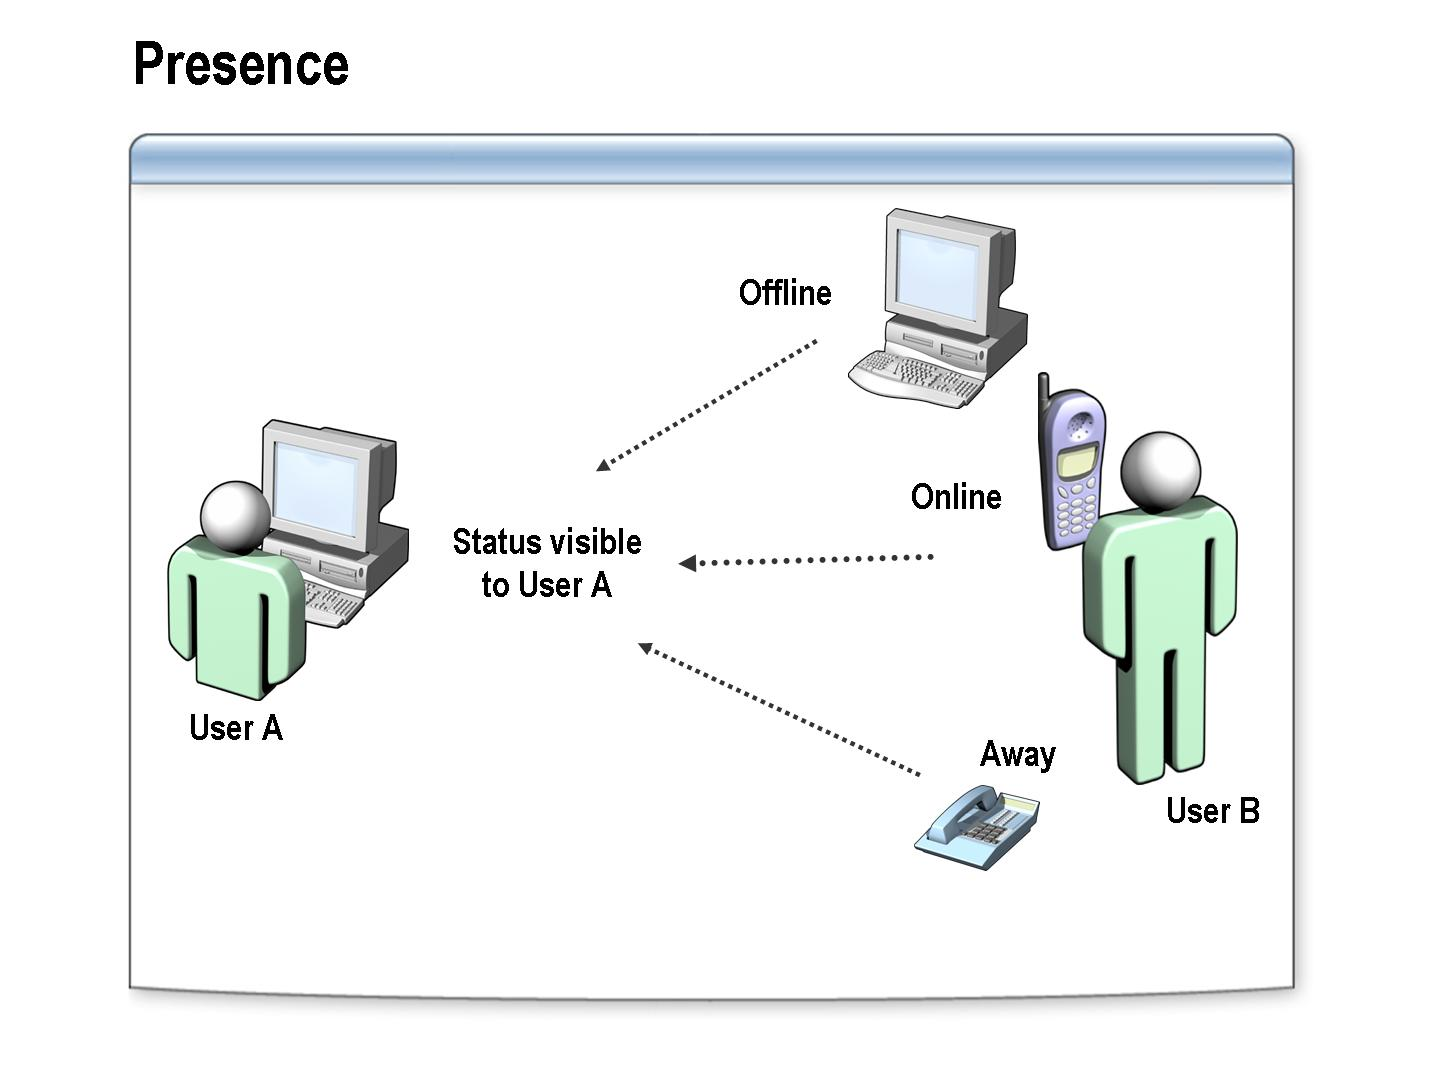 Presence
Offline
Online
Status visible
to User A
User A
Away
User B